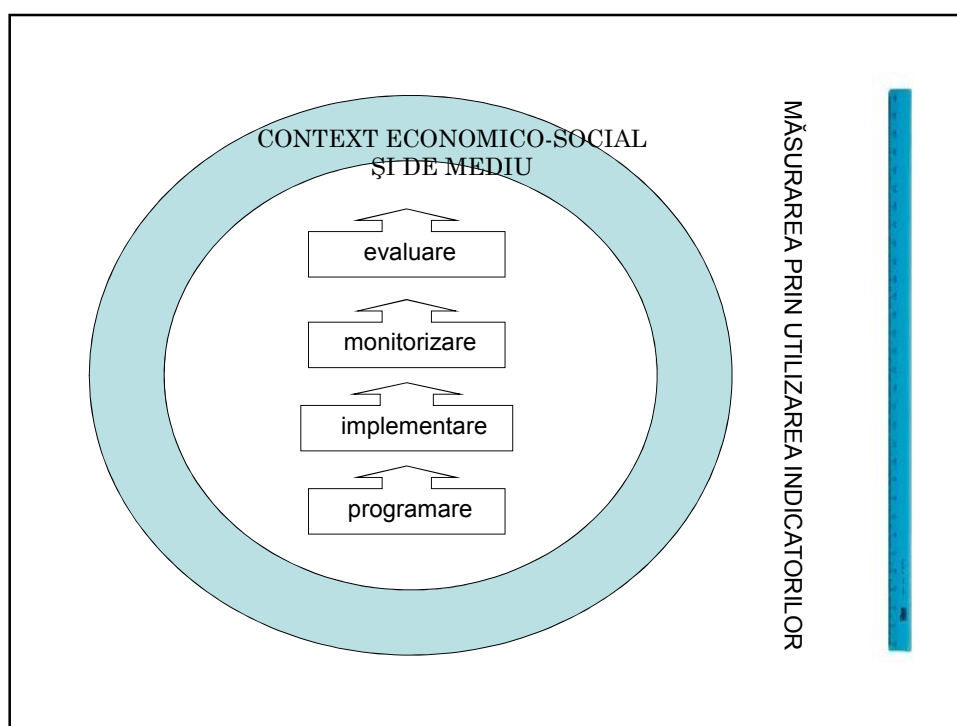 CONTEXT ECONOMICO-SOCIAL
ŞI DE MEDIU
evaluare
monitorizare
implementare
programare
MĂSURAREA PRIN UTILIZAREA INDICATORILOR